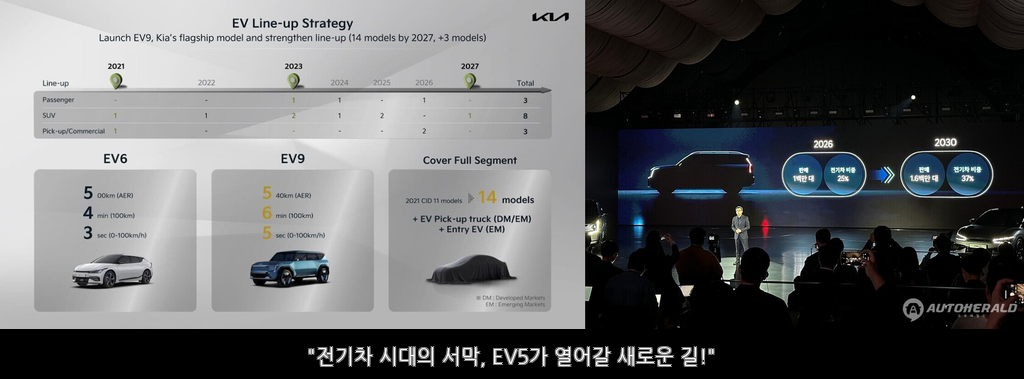 EV Line-up Strategy
KIA
Launch EV9, Kia's flagship model and strengthen line-up (14 models by 2027, +3 models)
2021 2023 2027
Line-up 2022 2024 2025 2026 Total
Passenger - - 1 1 - 1 - 3
SUV 1 1 2 1 2 - 1 8
Pick-up/Commercial 1 - - - - 2 - 3
EV6
500km (AER)
4 min (100km)
3 sec (0-100km/h)
EV9
540km (AER)
6 min (100km)
5 sec (0-100km/h)
Cover Full Segment
2021 CID 11 models 14 models
+ EV Pick-up truck (DM/EM)
+ Entry EV (EM)
※ DM : Developed Markets
EM : Emerging Markets
2026 2030
판매 1백만 대
전기차 비중 25%
판매 1.6백만 대
전기차 비중 37%
AUTOHERALD
"전기차 시대의 서막, EV5가 열어갈 새로운 길!"